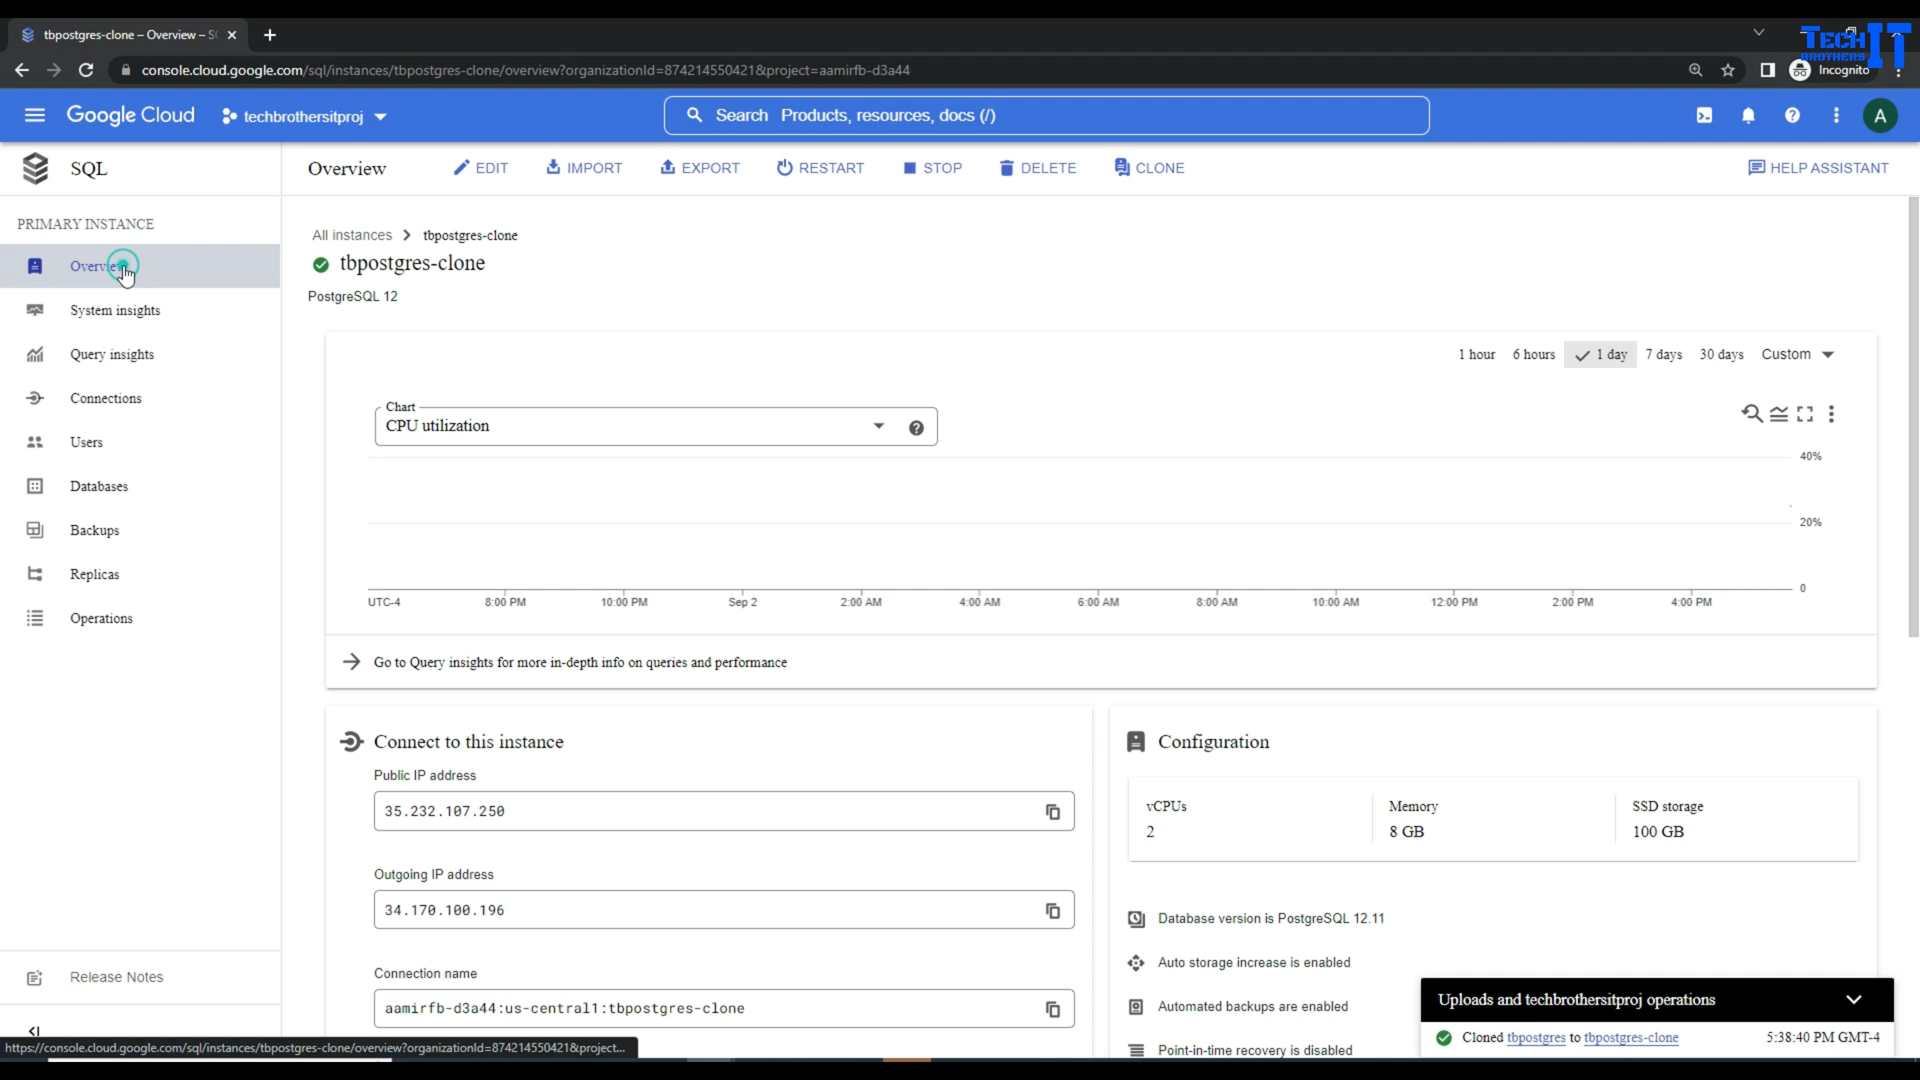 tbpostgres-clone – Overview – S
TECH IT
BROTHERS
console.cloud.google.com/sql/instances/tbpostgres-clone/overview?organizationId=874214550421&project=aamirfb-d3a44
Incognito
Google Cloud
techbrothersitproj
Search Products, resources, docs (/)
A
SQL
Overview
EDIT
IMPORT
EXPORT
RESTART
STOP
DELETE
CLONE
HELP ASSISTANT
PRIMARY INSTANCE
Overview
System insights
Query insights
Connections
Users
Databases
Backups
Replicas
Operations
Release Notes
All instances
tbpostgres-clone
tbpostgres-clone
PostgreSQL 12
1 hour
6 hours
1 day
7 days
30 days
Custom
Chart
CPU utilization
40%
20%
0
UTC-4
8:00 PM
10:00 PM
Sep 2
2:00 AM
4:00 AM
6:00 AM
8:00 AM
10:00 AM
12:00 PM
2:00 PM
4:00 PM
Go to Query insights for more in-depth info on queries and performance
Connect to this instance
Public IP address
35.232.107.250
Outgoing IP address
34.170.100.196
Connection name
aamirfb-d3a44:us-central1:tbpostgres-clone
Configuration
vCPUs
2
Memory
8 GB
SSD storage
100 GB
Database version is PostgreSQL 12.11
Auto storage increase is enabled
Automated backups are enabled
Point-in-time recovery is disabled
Uploads and techbrothersitproj operations
Cloned tbpostgres to tbpostgres-clone
5:38:40 PM GMT-4
https://console.cloud.google.com/sql/instances/tbpostgres-clone/overview?organizationId=874214550421&project...